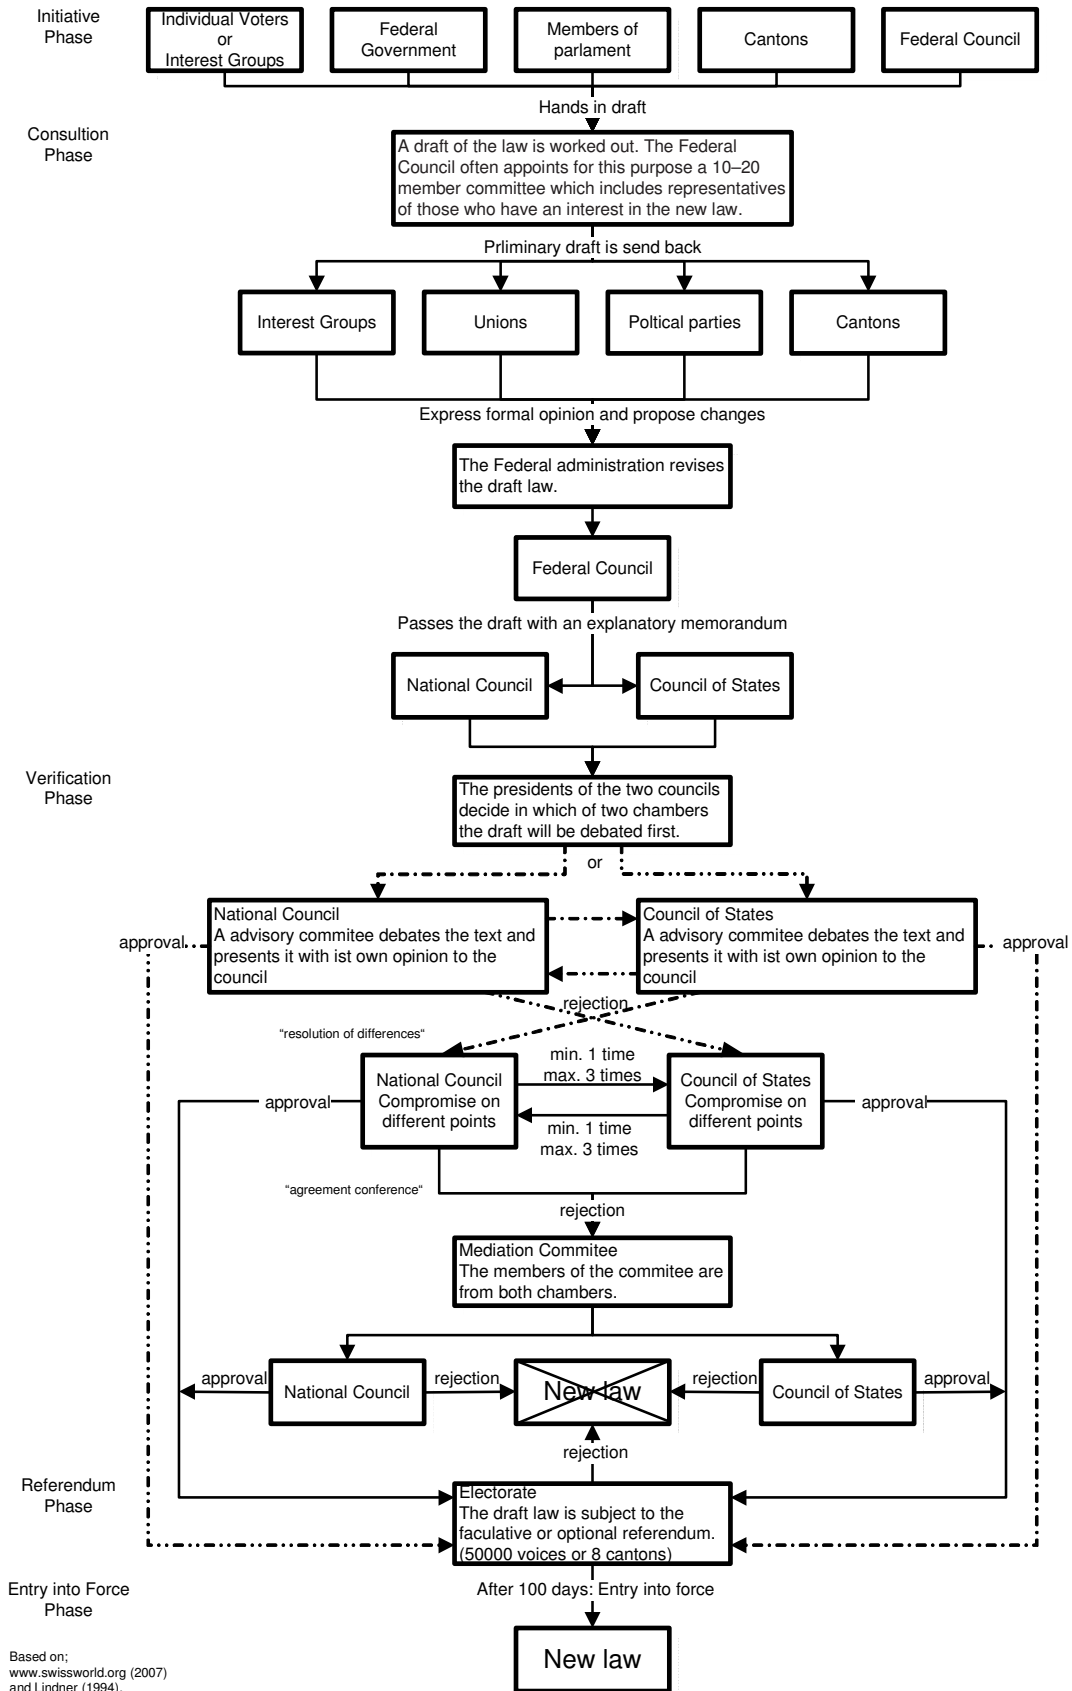 Initiative
Phase
Individual Voters
or
Interest Groups
Federal
Government
Members of
parlament
Cantons
Federal Council
Hands in draft
Consultion
Phase
A draft of the law is worked out. The Federal
Council often appoints for this purpose a 10–20
member committee which includes representatives
of those who have an interest in the new law.
Prliminary draft is send back
Interest Groups
Unions
Poltical parties
Cantons
Express formal opinion and propose changes
The Federal administration revises
the draft law.
Federal Council
Passes the draft with an explanatory memorandum
National Council
Council of States
Verification
Phase
The presidents of the two councils
decide in which of two chambers
the draft will be debated first.
or
National Council
A advisory commitee debates the text and
presents it with ist own opinion to the
council
Council of States
A advisory commitee debates the text and
presents it with ist own opinion to the
council
approval
approval
rejection
"resolution of differences"
National Council
Compromise on
different points
min. 1 time
max. 3 times
min. 1 time
max. 3 times
Council of States
Compromise on
different points
approval
approval
"agreement conference"
rejection
Mediation Commitee
The members of the commitee are
from both chambers.
approval
National Council
rejection
New law
rejection
Council of States
approval
rejection
Referendum
Phase
Electorate
The draft law is subject to the
faculative or optional referendum.
(50000 voices or 8 cantons)
Entry into Force
Phase
After 100 days: Entry into force
New law
Based on;
www.swissworld.org (2007)
and Lindner (1994).